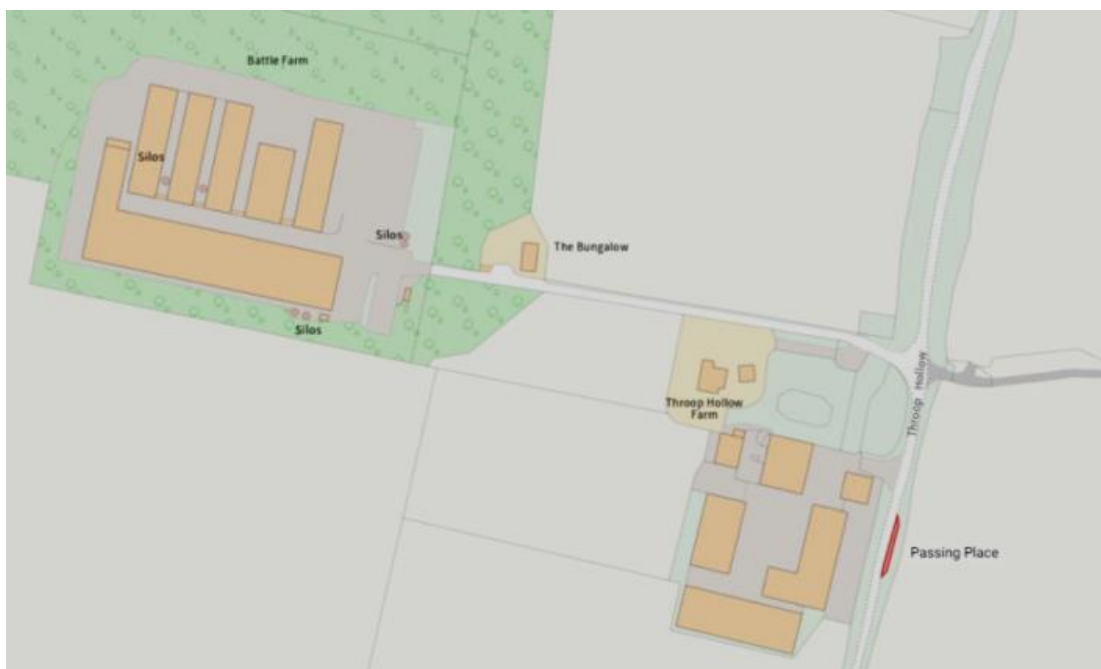 Battle Farm
Silos
Silos
The Bungalow
Silos
Throop Hollow
Throop Hollow
Farm
Passing Place